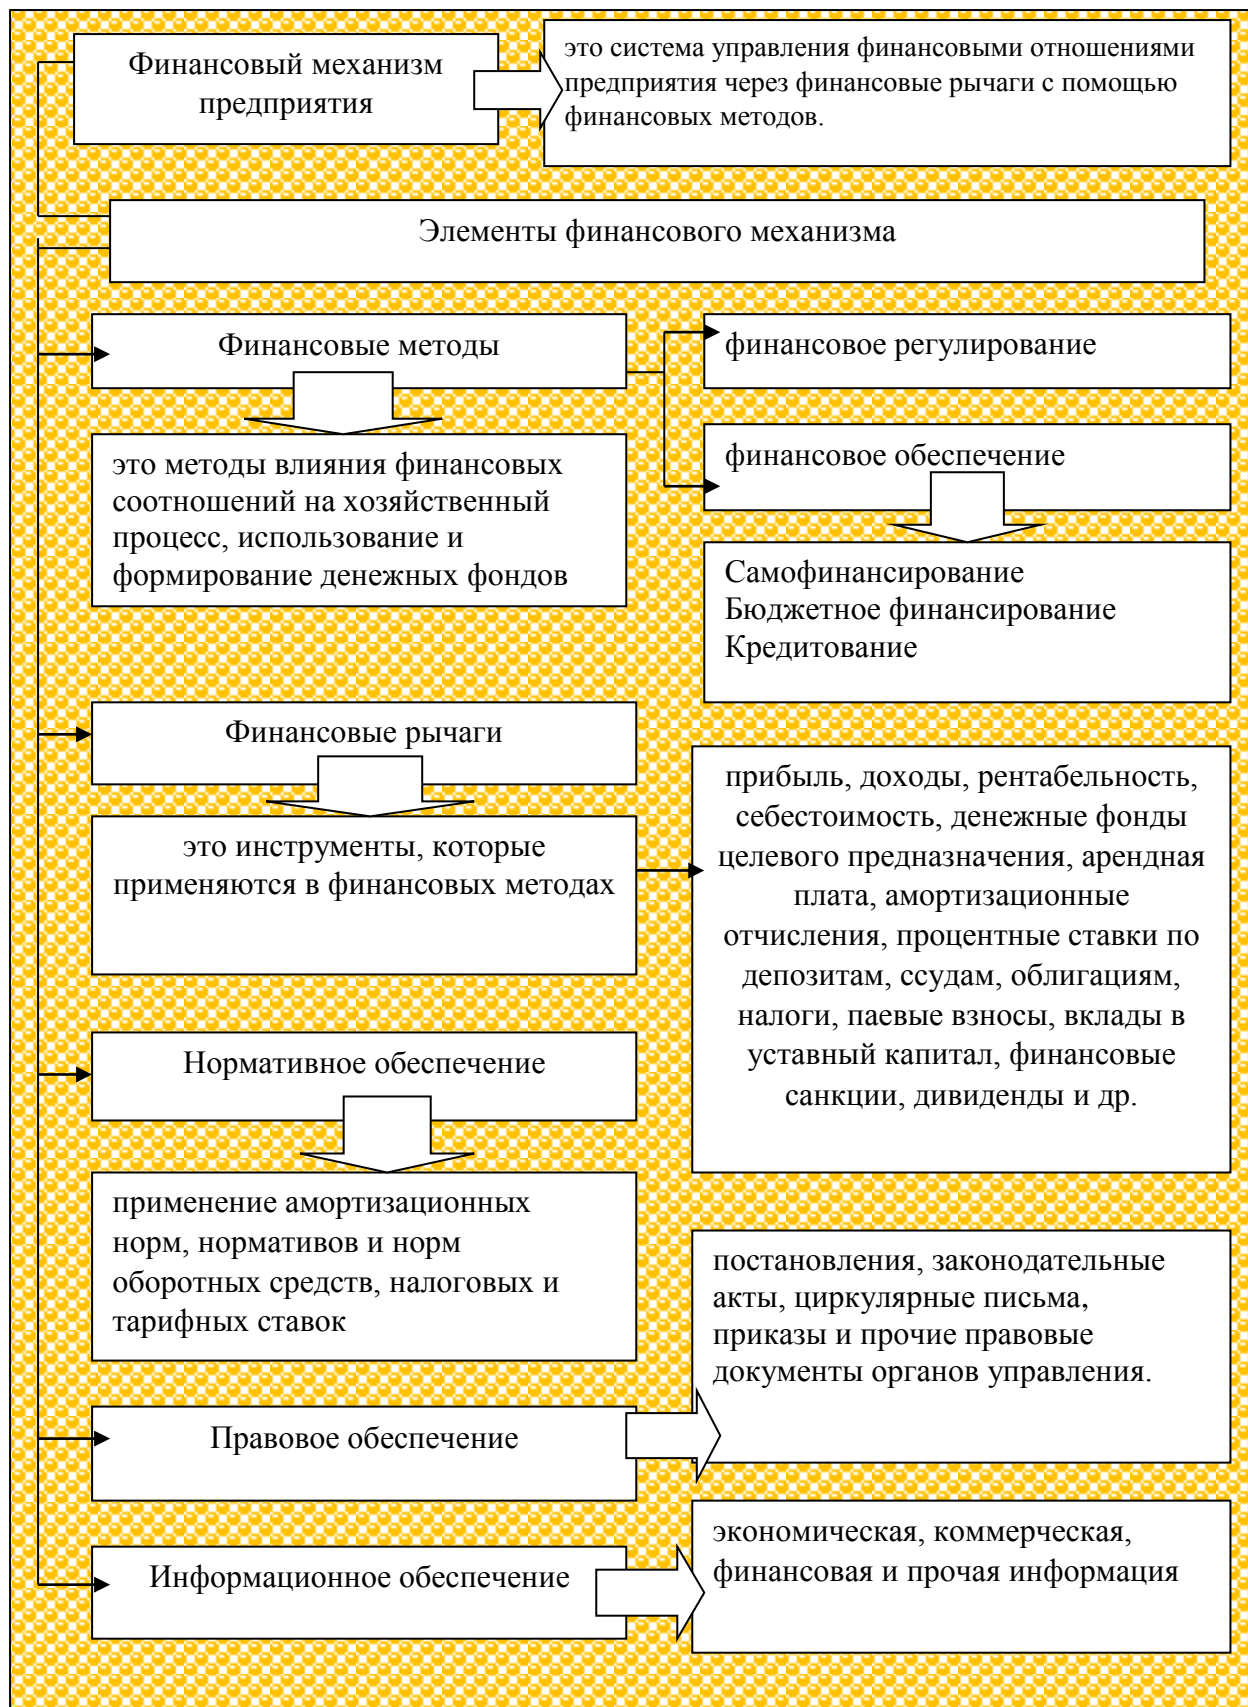 Финансовый механизм
предприятия
это система управления финансовыми отношениями
предприятия через финансовые рычаги с помощью
финансовых методов.
Элементы финансового механизма
Финансовые методы
финансовое регулирование
это методы влияния финансовых
соотношений на хозяйственный
процесс, использование и
формирование денежных фондов
финансовое обеспечение
Самофинансирование
Бюджетное финансирование
Кредитование
Финансовые рычаги
это инструменты, которые
применяются в финансовых методах
прибыль, доходы, рентабельность,
себестоимость, денежные фонды
целевого предназначения, арендная
плата, амортизационные
отчисления, процентные ставки по
депозитам, ссудам, облигациям,
налоги, паевые взносы, вклады в
уставный капитал, финансовые
санкции, дивиденды и др.
Нормативное обеспечение
применение амортизационных
норм, нормативов и норм
оборотных средств, налоговых и
тарифных ставок
Правовое обеспечение
постановления, законодательные
акты, циркулярные письма,
приказы и прочие правовые
документы органов управления.
Информационное обеспечение
экономическая, коммерческая,
финансовая и прочая информация